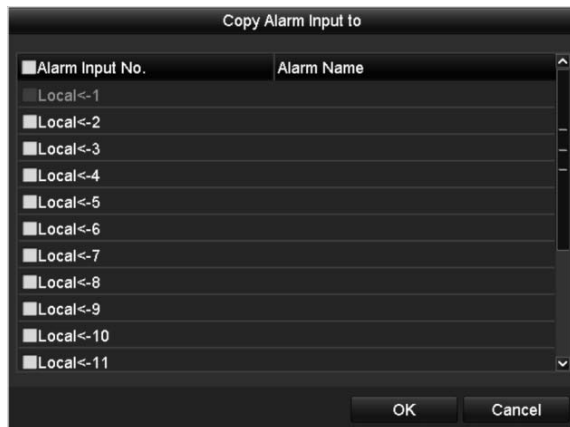 Copy Alarm Input to
Alarm Input No. Alarm Name
Local<-1
Local<-2
Local<-3
Local<-4
Local<-5
Local<-6
Local<-7
Local<-8
Local<-9
Local<-10
Local<-11
OK Cancel